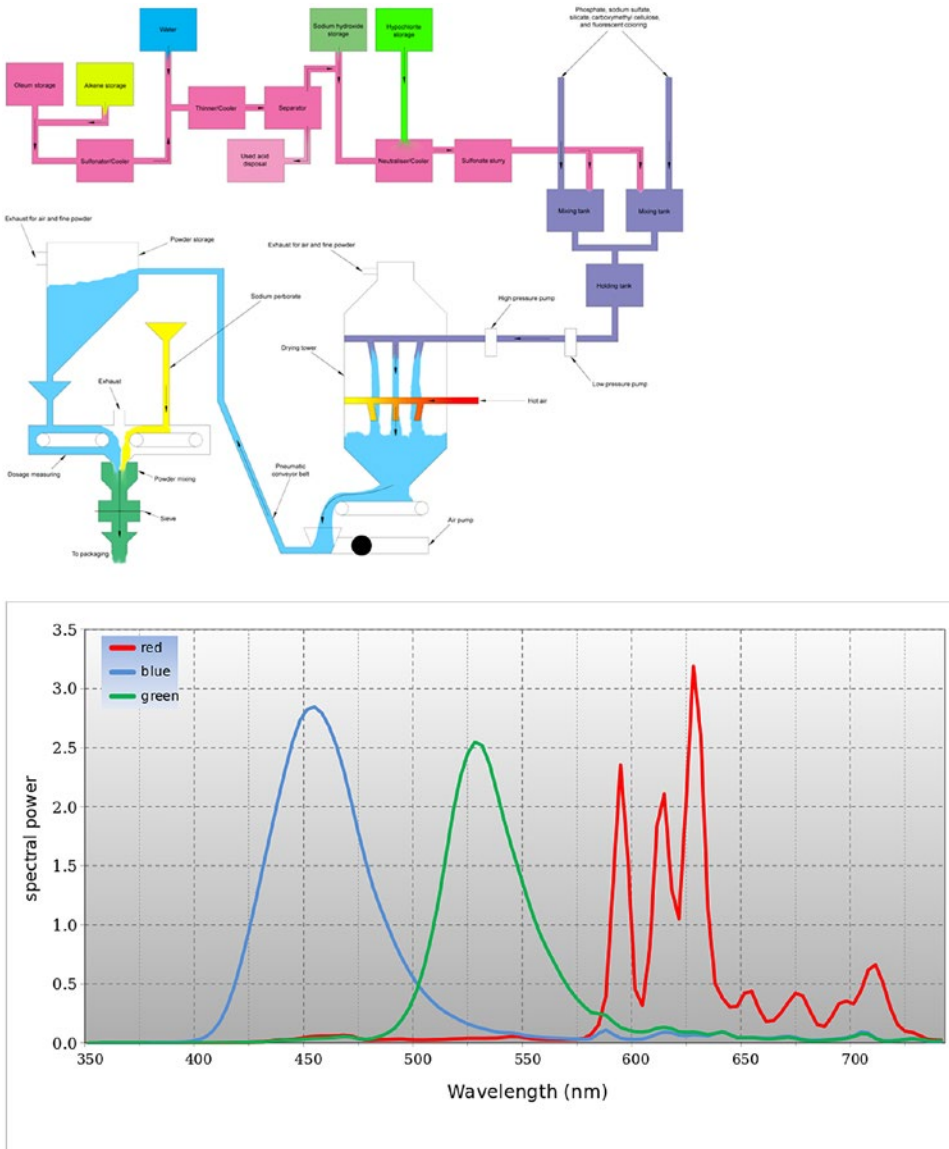 Phosphate, sodium sulfate,
silicate, carboxymethyl cellulose,
and fluorescent coloring
Water
Sodium hydroxide
storage
Hypochlorite
storage
Oleum storage
Alkene storage
Thinner/Cooler
Separator
Sulfonator/Cooler
Used acid
disposal
Neutraliser/Cooler
Sulfonate slurry
Mixing tank
Mixing tank
Holding tank
Exhaust for air and fine powder
Powder storage
Exhaust for air and fine powder
High pressure pump
Sodium perborate
Drying tower
Low pressure pump
Exhaust
Hot air
Dosage measuring
Powder mixing
Pneumatic
conveyor belt
Sieve
Air pump
To packaging
3.5
red
blue
green
3.0
2.5
2.0
1.5
1.0
0.5
0.0
spectral power
350
400
450
500
550
600
650
700
Wavelength (nm)